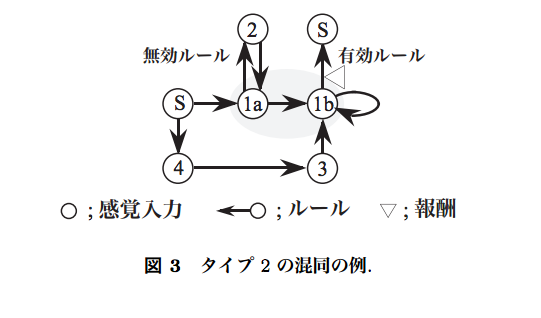 2 S
無効ルール 有効ルール
S 1a 1b
4 3
; 感覚入力 ; ルール ; 報酬
図 3 タイプ 2 の混同の例.